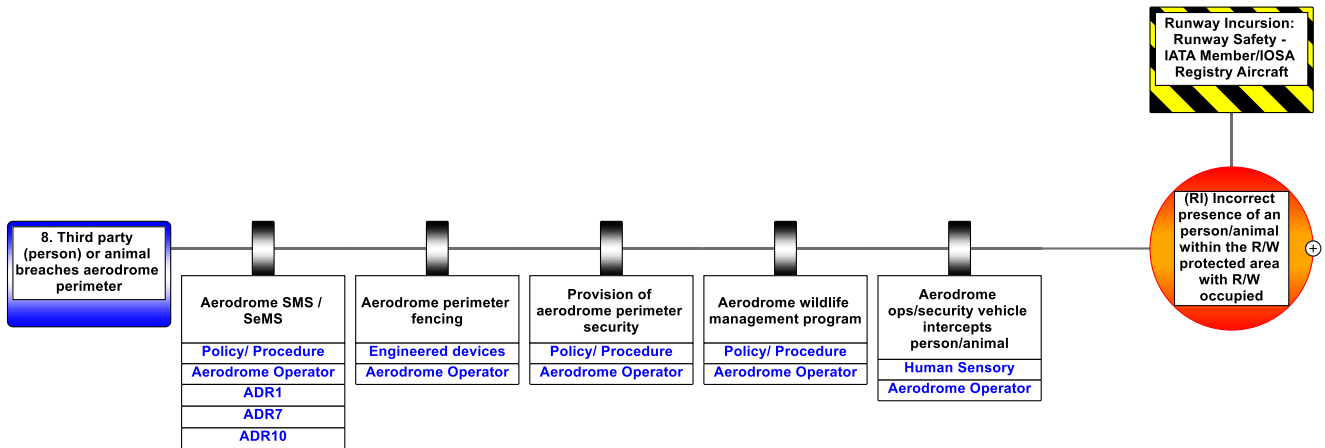 Runway Incursion:
Runway Safety -
IATA Member/IOSA
Registry Aircraft
(RI) Incorrect
presence of an
person/animal
within the R/W
protected area
with R/W
occupied
+
8. Third party
(person) or animal
breaches aerodrome
perimeter
Aerodrome SMS /
SeMS
Policy/ Procedure
Aerodrome Operator
ADR1
ADR7
ADR10
Aerodrome perimeter
fencing
Engineered devices
Aerodrome Operator
Provision of
aerodrome perimeter
security
Policy/ Procedure
Aerodrome Operator
Aerodrome wildlife
management program
Policy/ Procedure
Aerodrome Operator
Aerodrome
ops/security vehicle
intercepts
person/animal
Human Sensory
Aerodrome Operator